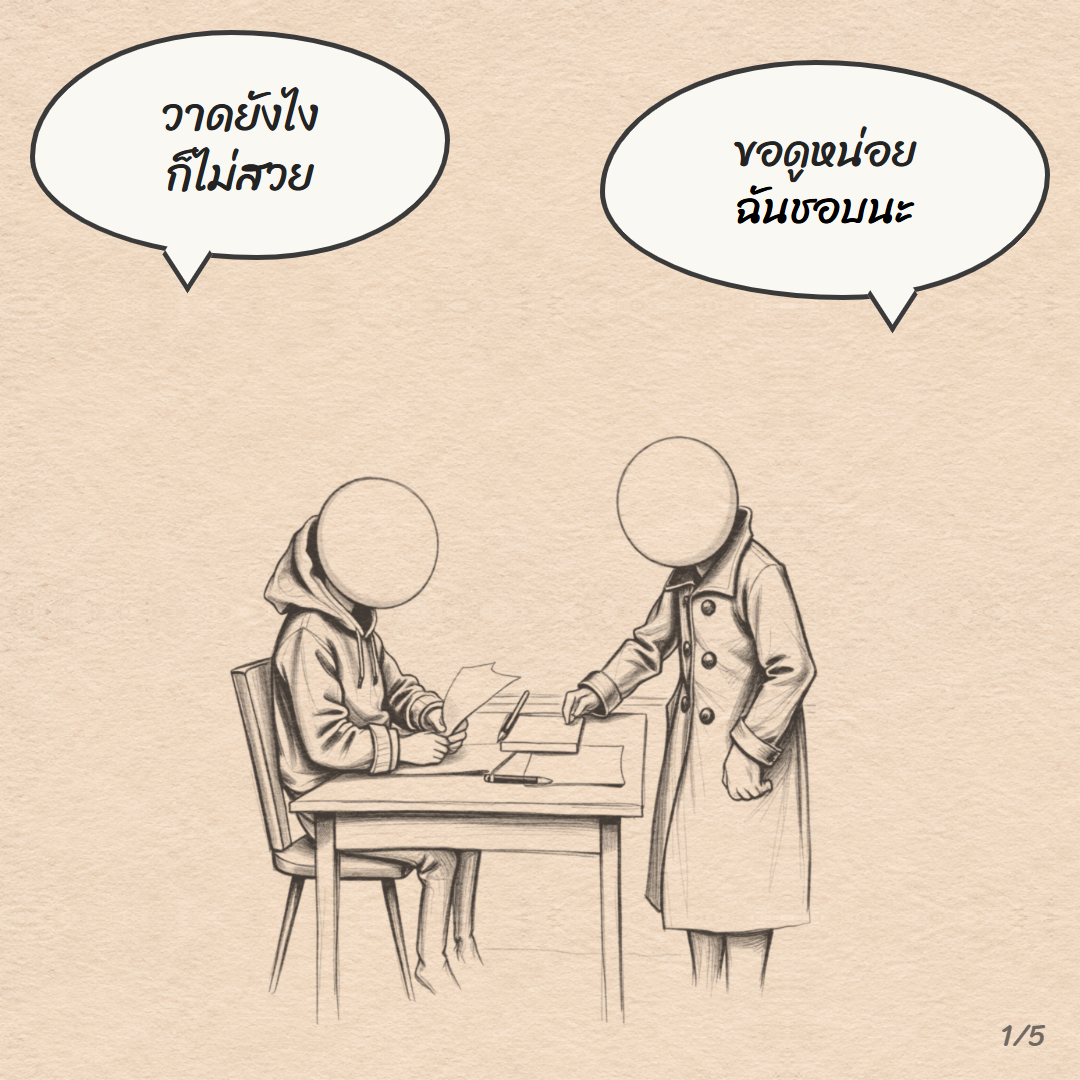 วาดยังไง
ก็ไม่สวย
ขอดูหน่อย
ฉันชอบนะ
1/5